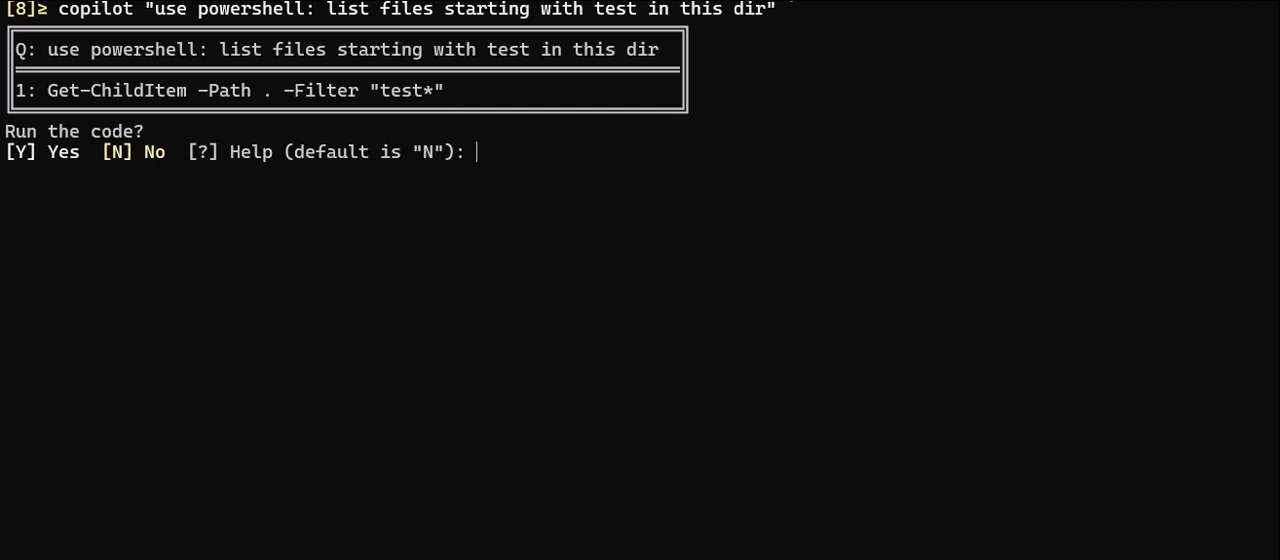 [8]≥ copilot "use powershell: list files starting with test in this dir" `
Q: use powershell: list files starting with test in this dir
1: Get-ChildItem -Path . -Filter "test*"
Run the code?
[Y] Yes  [N] No  [?] Help (default is "N"):